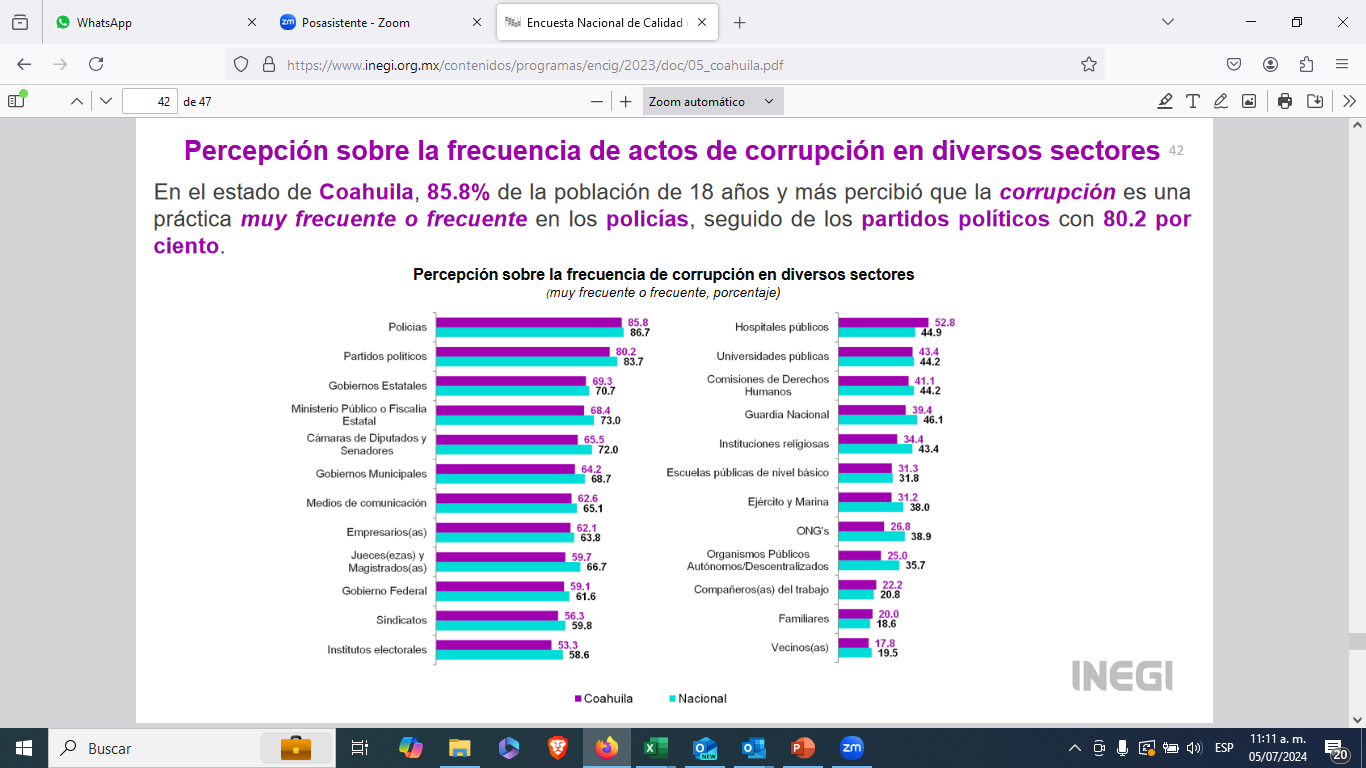 WhatsApp
Posasistente - Zoom
Encuesta Nacional de Calidad
https://www.inegi.org.mx/contenidos/programas/encig/2023/doc/05_coahuila.pdf
42 de 47
Zoom automático
Percepción sobre la frecuencia de actos de corrupción en diversos sectores 42
En el estado de Coahuila, 85.8% de la población de 18 años y más percibió que la corrupción es una
práctica muy frecuente o frecuente en los policías, seguido de los partidos políticos con 80.2 por
ciento.
Percepción sobre la frecuencia de corrupción en diversos sectores
(muy frecuente o frecuente, porcentaje)
Policias
85.8
86.7
Partidos politicos
80.2
83.7
Gobiernos Estatales
69.3
70.7
Ministerio Público o Fiscalia
Estatal
68.4
73.0
Cámaras de Diputados y
Senadores
65.5
72.0
Gobiernos Municipales
64.2
68.7
Medios de comunicación
62.6
65.1
Empresarios(as)
62.1
63.8
Jueces(ezas) y
Magistrados(as)
59.7
66.7
Gobierno Federal
59.1
61.6
Sindicatos
56.3
59.8
Institutos electorales
53.3
58.6
Hospitales públicos
52.8
44.9
Universidades públicas
43.4
44.2
Comisiones de Derechos
Humanos
41.1
44.2
Guardia Nacional
39.4
46.1
Instituciones religiosas
34.4
43.4
Escuelas públicas de nivel básico
31.3
31.8
Ejército y Marina
31.2
38.0
ONG's
26.8
38.9
Organismos Públicos
Autónomos/Descentralizados
25.0
35.7
Compañeros(as) del trabajo
22.2
20.8
Familiares
20.0
18.6
Vecinos(as)
17.8
19.5
Coahuila
Nacional
INEGI
Buscar
NEW
zm
ESP
11:11 a. m.
05/07/2024
20